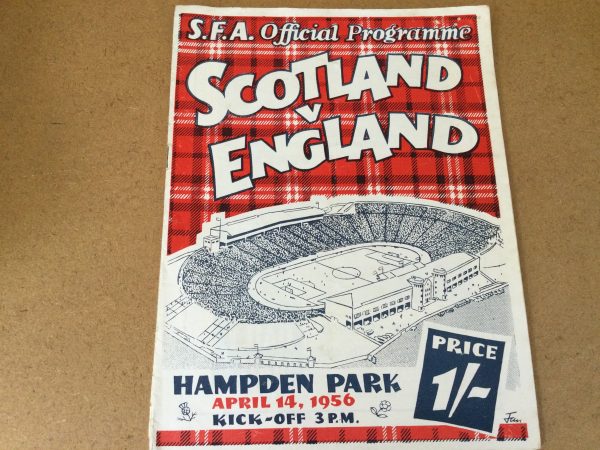 S.F.A. Official Programme
SCOTLAND
V
ENGLAND
HAMPDEN PARK
APRIL 14, 1956
KICK-OFF 3 P.M.
PRICE
1/-